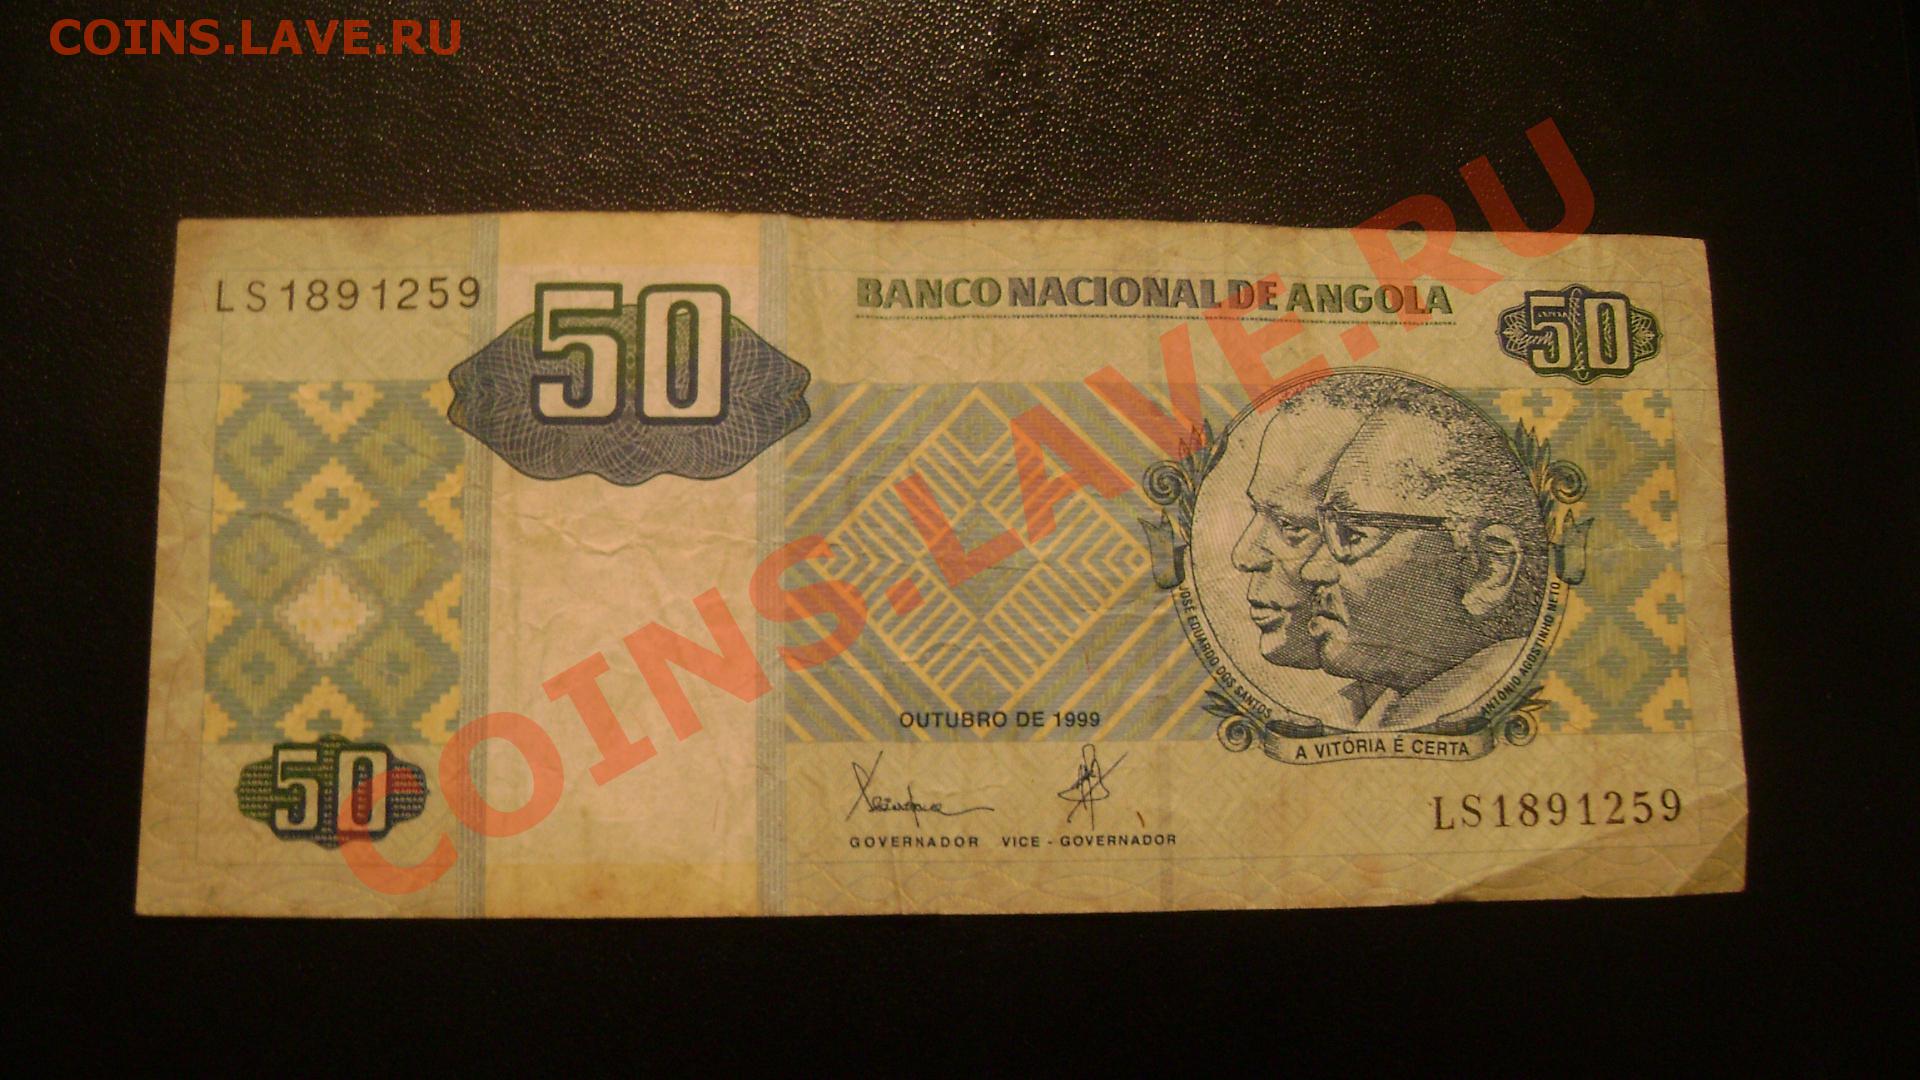 COINS.LAVE.RU
LS1891259
50
BANCO NACIONAL DE ANGOLA
50
COINS.LAVE.RU
JOSÉ EDUARDO DOS SANTOS
ANTÓNIO AGOSTINHO NETO
OUTUBRO DE 1999
A VITÓRIA É CERTA
50
GOVERNADOR VICE - GOVERNADOR
LS1891259